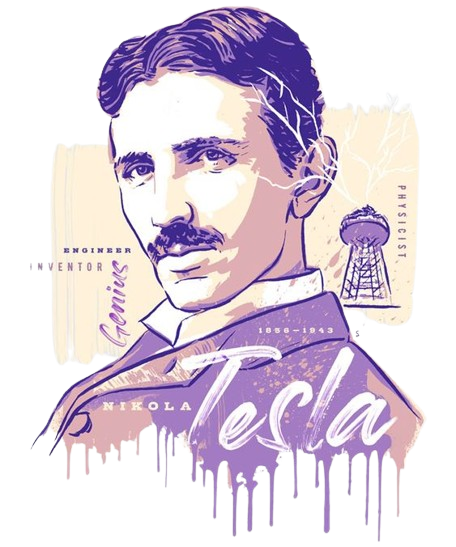 ENGINEER
INVENTOR
Genius
PHYSICIST.
1856-1943
NIKOLA
Tesla